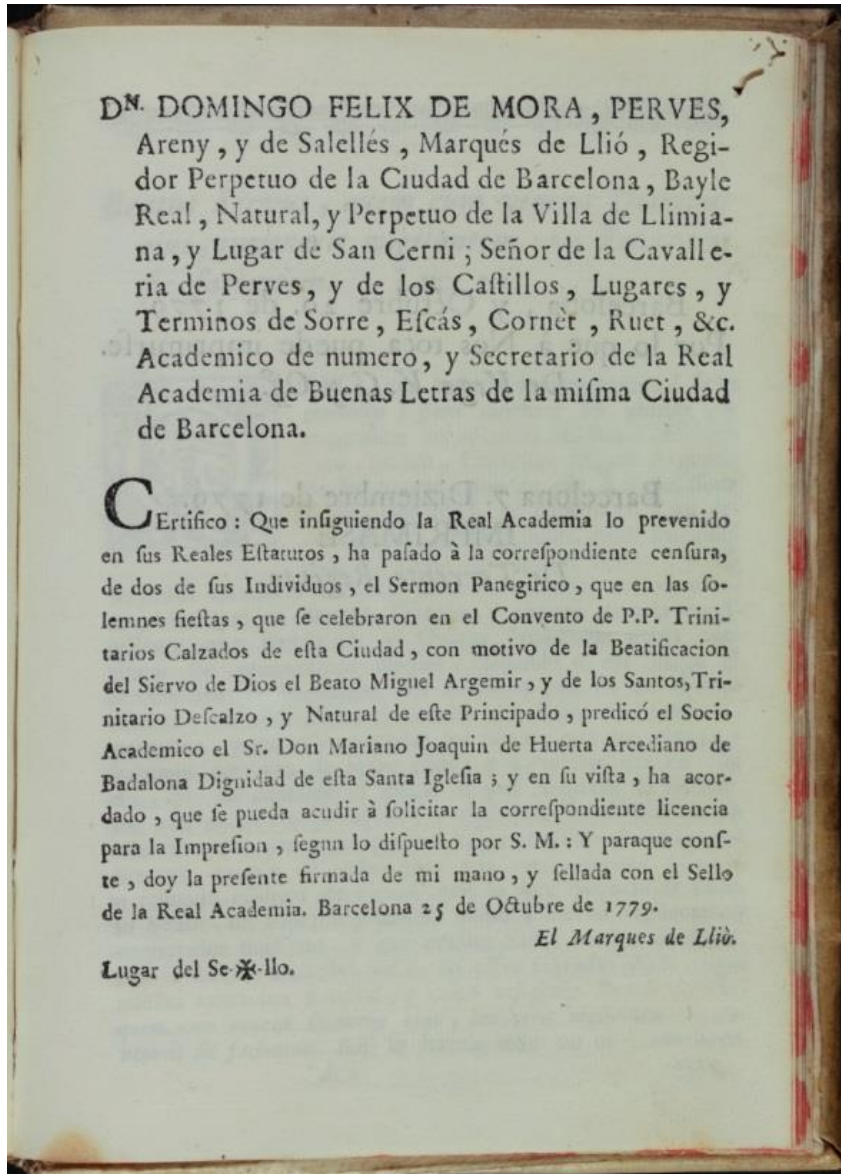 Dᴺ. DOMINGO FELIX DE MORA, PERVES,
Areny, y de Salellés, Marqués de Llió, Regi-
dor Perpetuo de la Ciudad de Barcelona, Bayle
Real, Natural, y Perpetuo de la Villa de Llimia-
na, y Lugar de San Cerni; Señor de la Cavalle-
ria de Perves, y de los Caſtillos, Lugares, y
Terminos de Sorre, Eſcás, Cornèt, Ruet, &c.
Academico de numero, y Secretario de la Real
Academia de Buenas Letras de la miſma Ciudad
de Barcelona.
CErtifico: Que inſiguiendo la Real Academia lo prevenido
en ſus Reales Eſtatutos, ha paſado à la correſpondiente cenſura,
de dos de ſus Individuos, el Sermon Panegirico, que en las ſo-
lemnes fieſtas, que ſe celebraron en el Convento de P.P. Trini-
tarios Calzados de eſta Ciudad, con motivo de la Beatificacion
del Siervo de Dios el Beato Miguel Argemir, y de los Santos, Tri-
nitario Deſcalzo, y Natural de eſte Principado, predicó el Socio
Academico el Sr. Don Mariano Joaquin de Huerta Arcediano de
Badalona Dignidad de eſta Santa Igleſia; y en ſu viſta, ha acor-
dado, que ſe pueda acudir à ſolicitar la correſpondiente licencia
para la Impreſion, ſegun lo diſpueſto por S. M.: Y paraque conſ-
te, doy la preſente firmada de mi mano, y ſellada con el Sello
de la Real Academia. Barcelona 25 de Octubre de 1779.
El Marques de Lliò.
Lugar del Se-✠-llo.